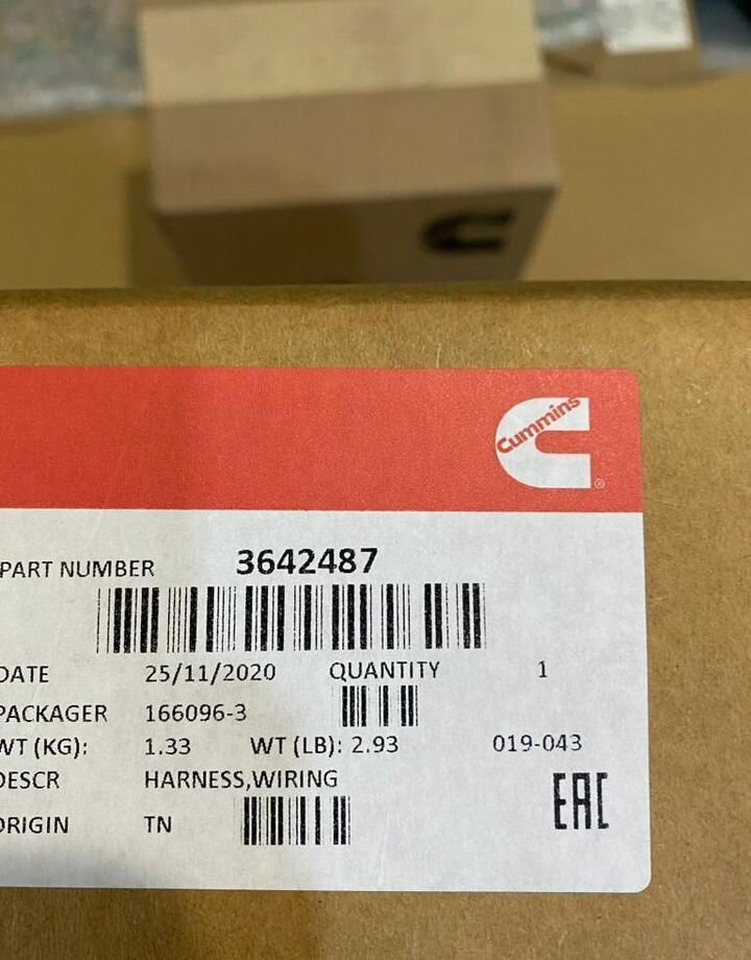 Cummins
®
PART NUMBER 3642487
DATE 25/11/2020 QUANTITY 1
PACKAGER 166096-3
WT (KG): 1.33 WT (LB): 2.93 019-043
DESCR HARNESS,WIRING
ORIGIN TN
EAC